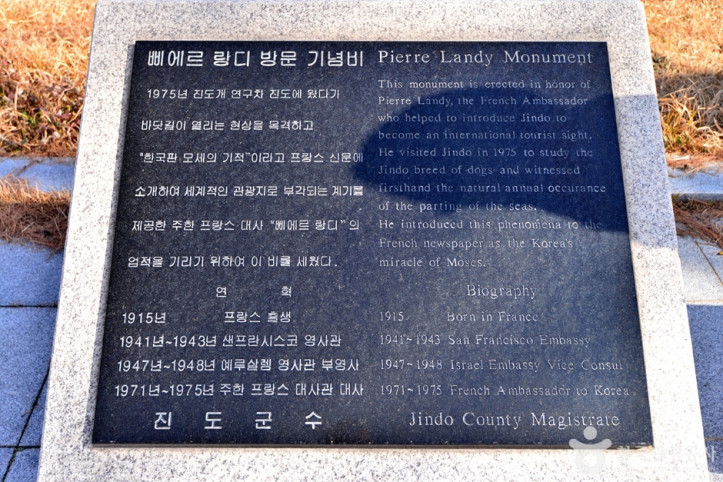 삐에르 랑디 방문 기념비
1975년 진도개 연구차 진도에 왔다가
바닷길이 열리는 현상을 목격하고
"한국판 모세의 기적"이라고 프랑스 신문에
소개하여 세계적인 관광지로 부각되는 계기를
제공한 주한 프랑스 대사 "삐에르 랑디"의
업적을 기리기 위하여 이 비를 세웠다.
연 혁
1915년 프랑스 출생
1941년~1943년 샌프란시스코 영사관
1947년~1948년 예루살렘 영사관 부영사
1971년~1975년 주한 프랑스 대사관 대사
진 도 군 수
Pierre Landy Monument
This monument is erected in honor of
Pierre Landy, the French Ambassador
who helped to introduce Jindo to
become an international tourist sight.
He visited Jindo in 1975 to study the
Jindo breed of dogs and witnessed
firsthand the natural annual occurance
of the parting of the seas.
He introduced this phenomena to the
French newspaper as the Korea's
miracle of Moses.
Biography
1915 Born in France
1941~1943 San Francisco Embassy
1947~1948 Israel Embassy Vice Consul
1971~1975 French Ambassador to Korea
Jindo County Magistrate